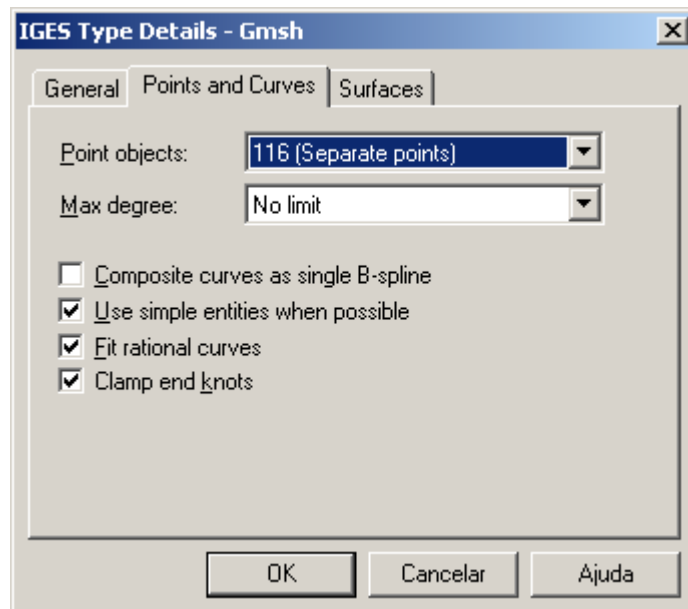 IGES Type Details - Gmsh
General Points and Curves Surfaces
Point objects: 116 (Separate points)
Max degree: No limit
Composite curves as single B-spline
Use simple entities when possible
Fit rational curves
Clamp end knots
OK Cancelar Ajuda